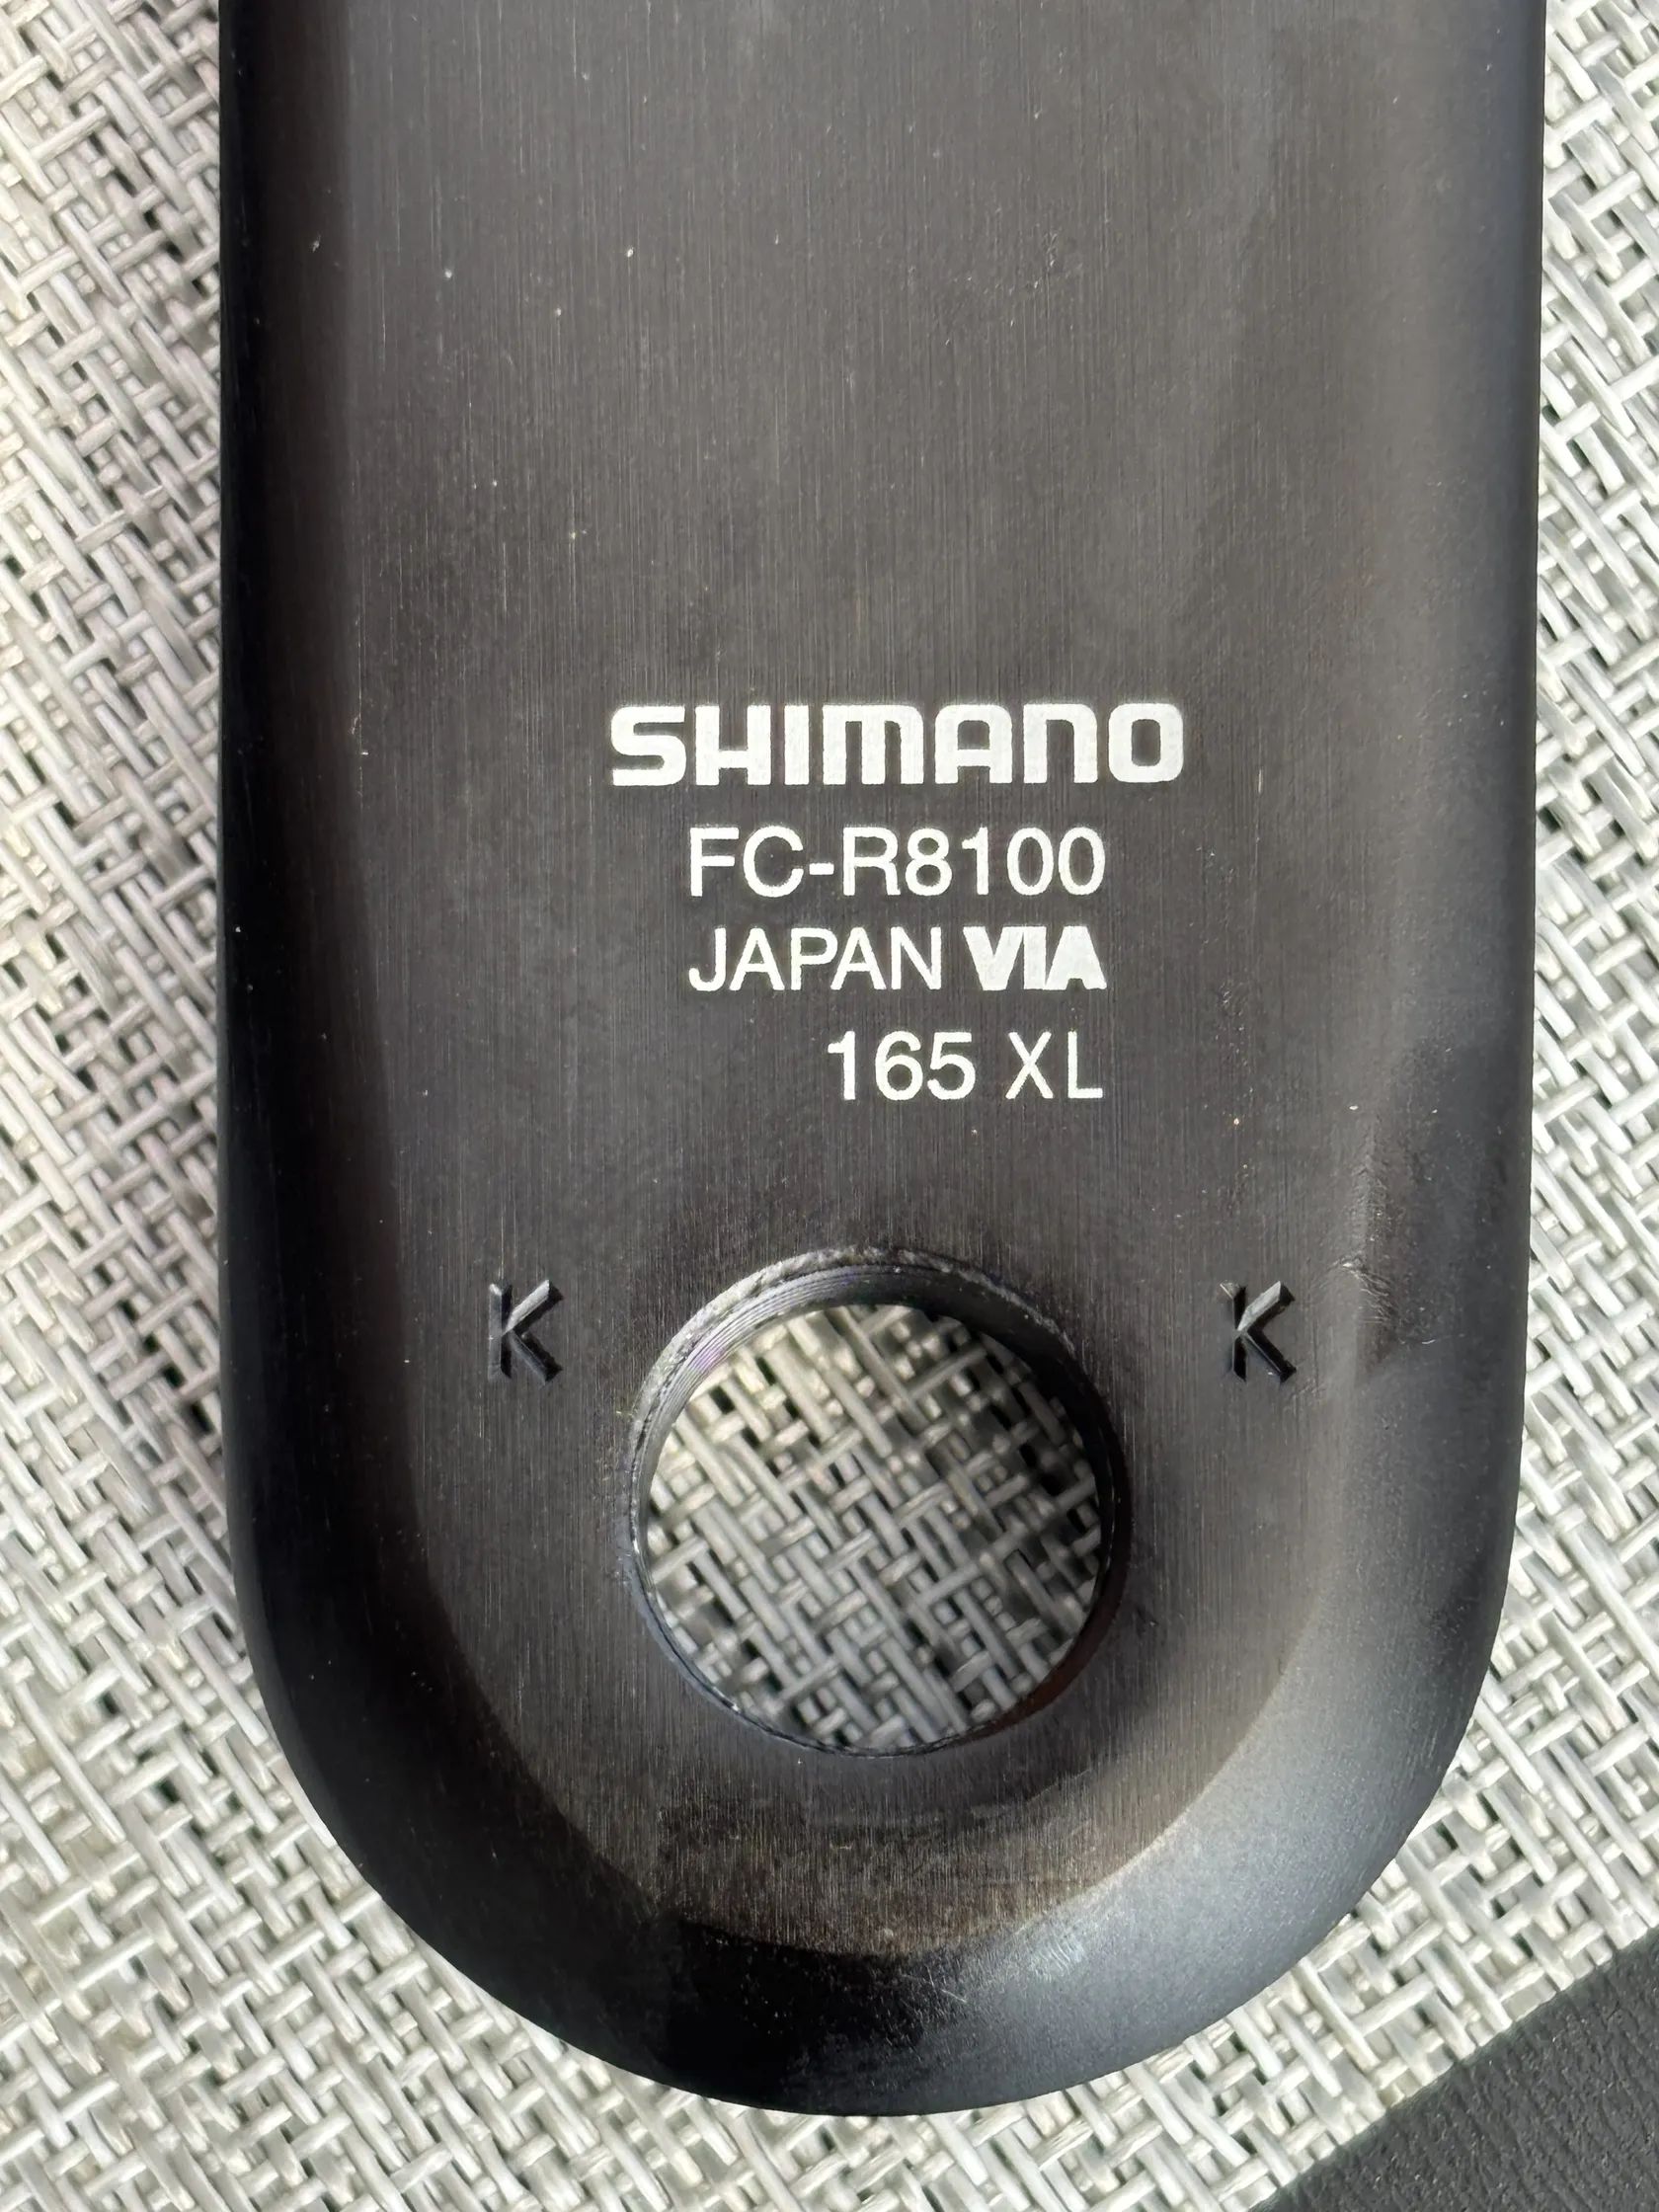 SHIMANO
FC-R8100
JAPAN VIA
165 XL
K K